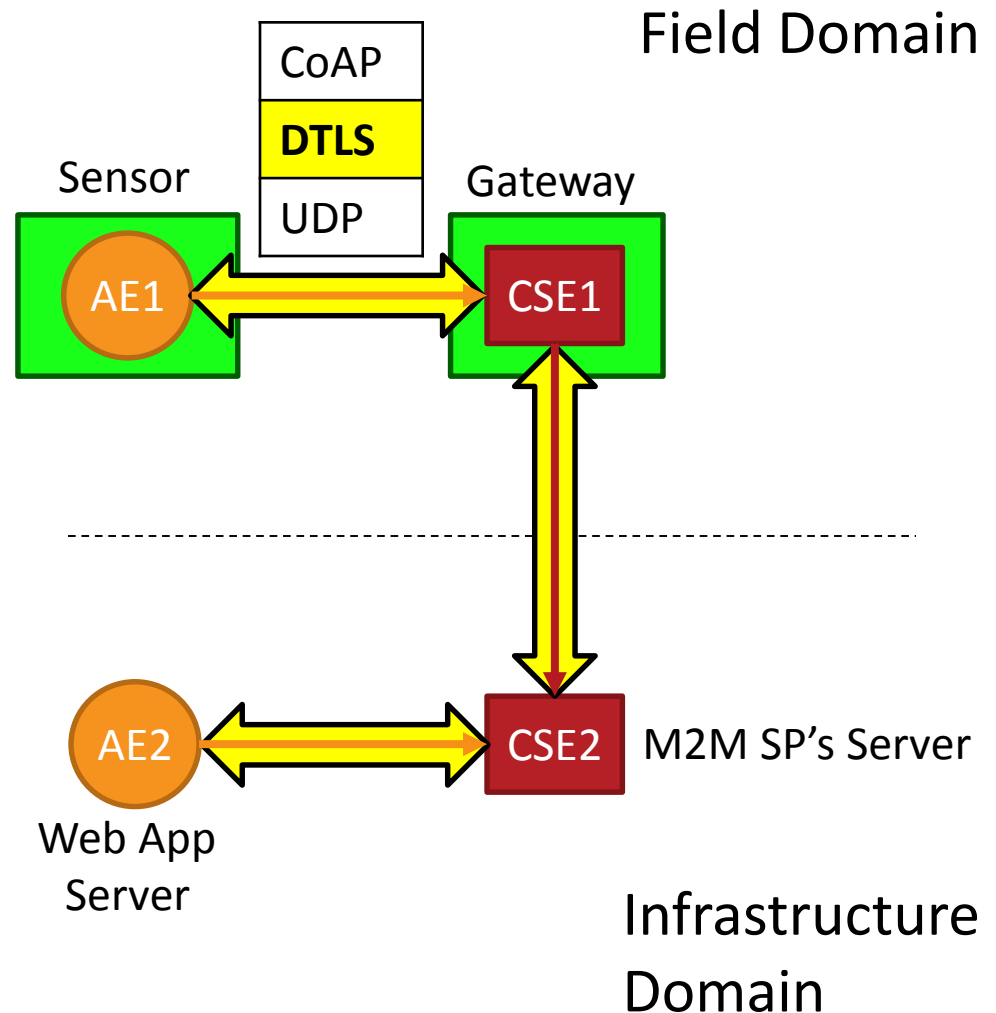 Field Domain
CoAP
DTLS
UDP
Sensor
Gateway
AE1
CSE1
AE2
CSE2
M2M SP's Server
Web App
Server
Infrastructure
Domain